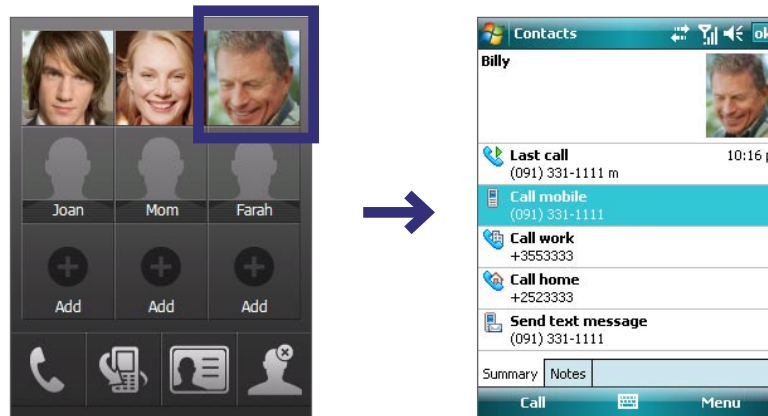 Joan Mom Farah
Add Add Add
Contacts
Billy
Last call 10:16
(091) 331-1111 m
Call mobile
(091) 331-1111
Call work
+3553333
Call home
+2523333
Send text message
(091) 331-1111
Summary Notes
Call Menu